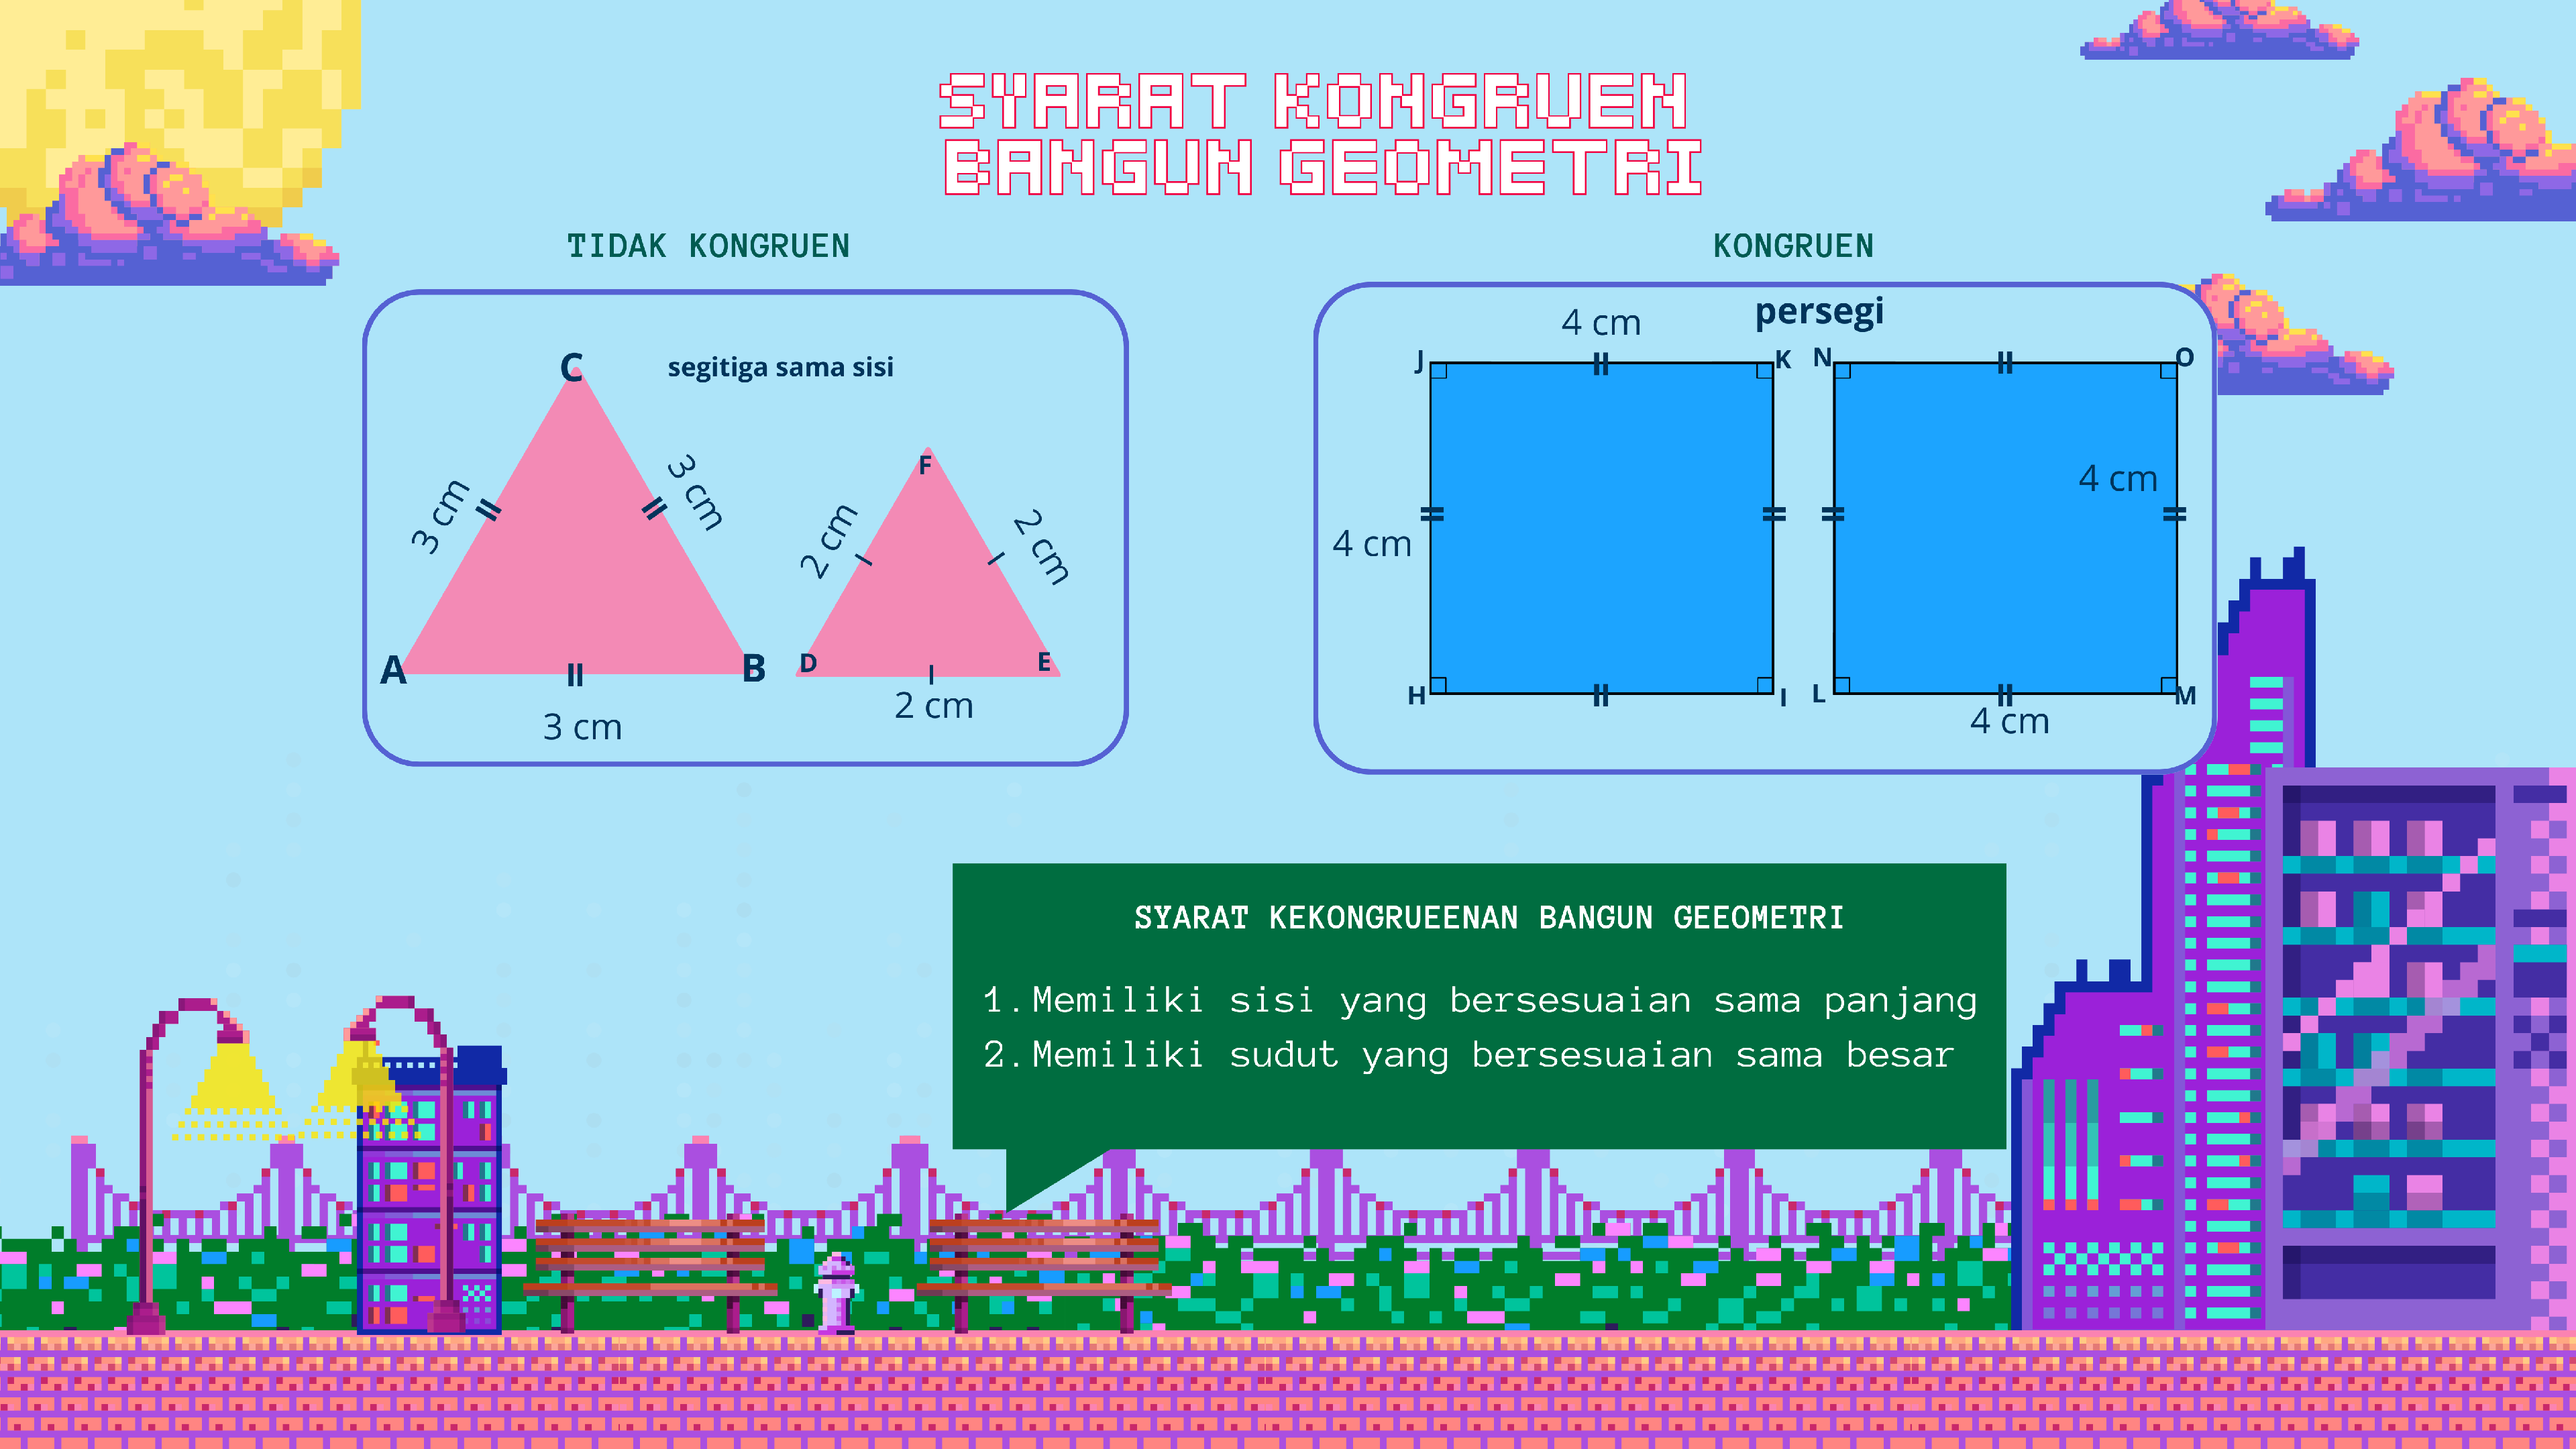 SYARAT KONGRUEN
BANGUN GEOMETRI
TIDAK KONGRUEN
C
segitiga sama sisi
3 cm
3 cm
A
B
3 cm
F
2 cm
2 cm
D
E
2 cm
KONGRUEN
persegi
4 cm
J
K
N
O
4 cm
4 cm
H
I
L
M
4 cm
SYARAT KEKONGRUEENAN BANGUN GEEOMETRI
1. Memiliki sisi yang bersesuaian sama panjang
2. Memiliki sudut yang bersesuaian sama besar